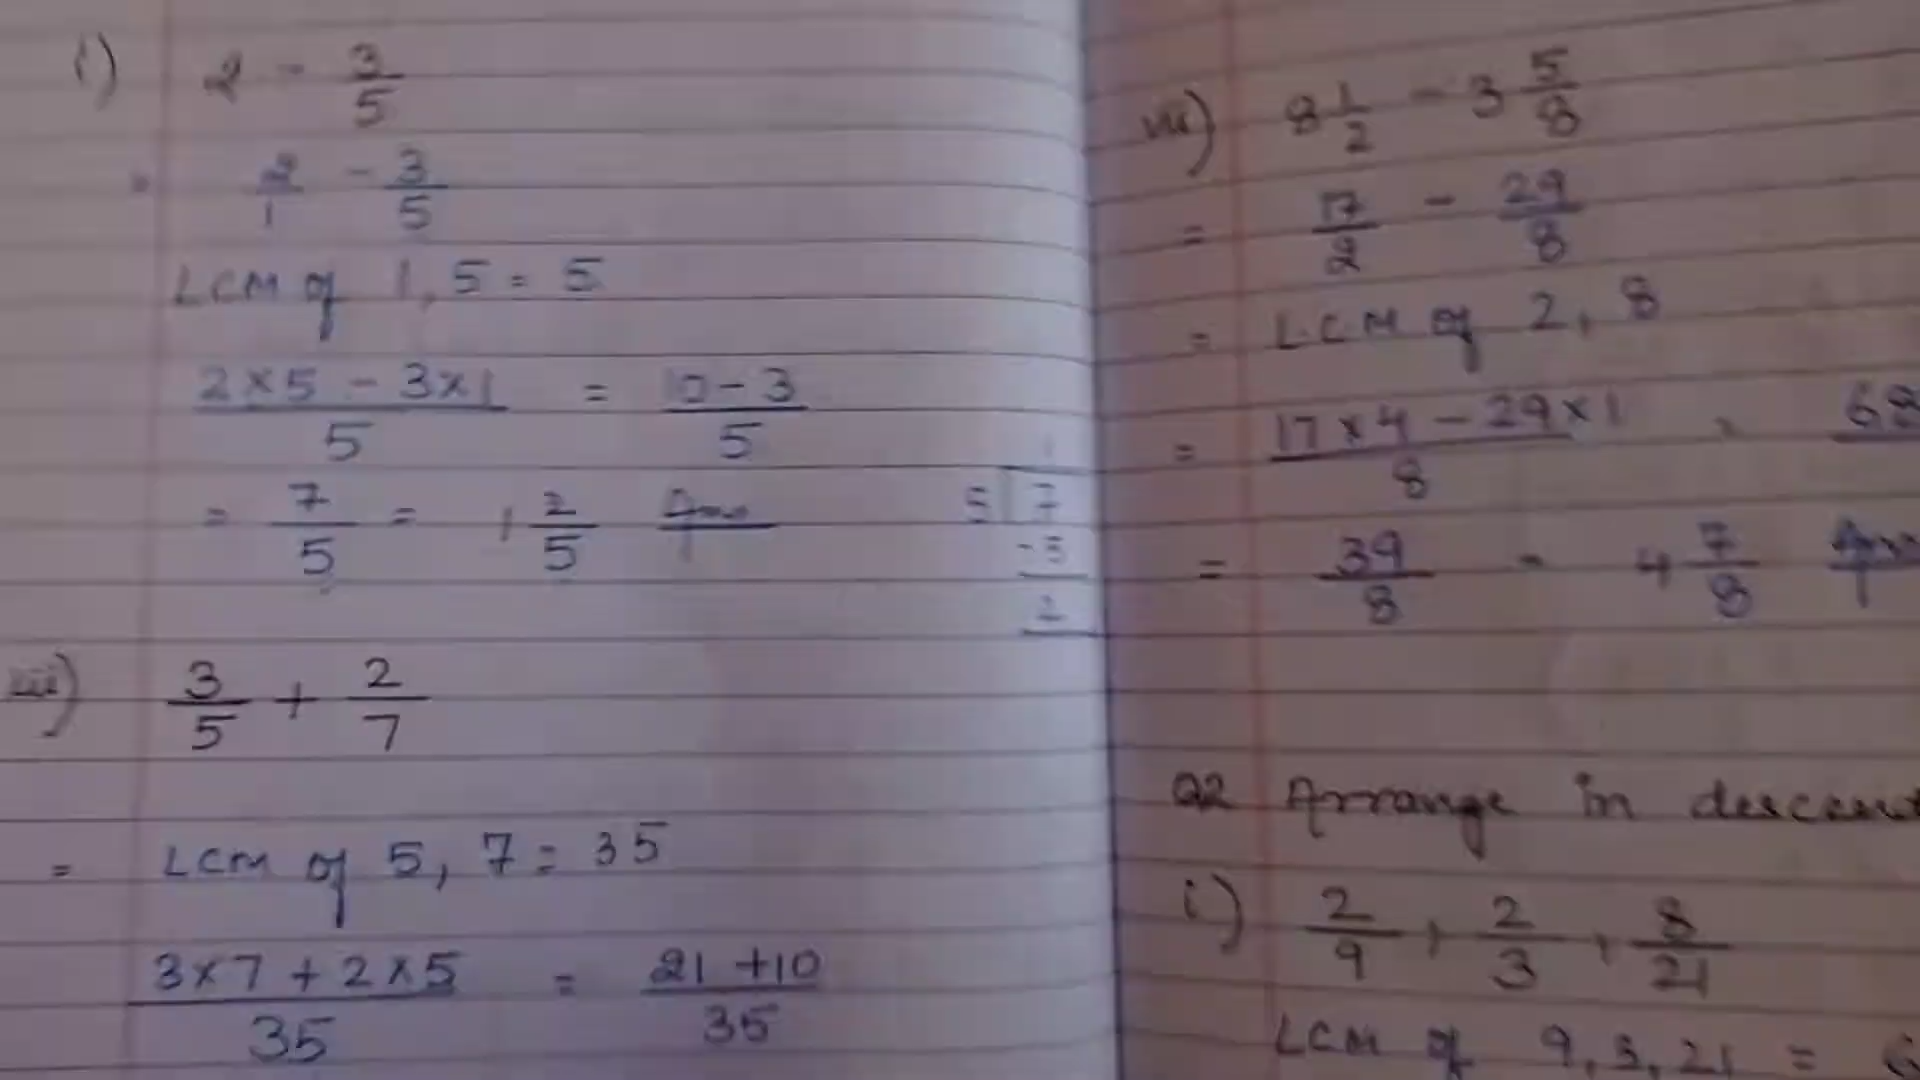 i) 2 - 3/5
= 2/1 - 3/5
LCM of 1, 5 = 5
2×5 - 3×1/5 = 10-3/5
= 7/5 = 1 2/5 Ans
1
5 7
-5
2
iii) 3/5 + 2/7
= LCM of 5, 7 = 35
3×7 + 2×5/35 = 21+10/35
vii) 8 1/2 - 3 5/8
= 17/2 - 29/8
= L.C.M of 2, 8
= 17×4 - 29×1/8 = 68
= 39/8 = 4 7/8 Ans
Q2 Arrange in
i) 2/9, 2/3, 8/21
LCM of 9, 3, 21 = 6